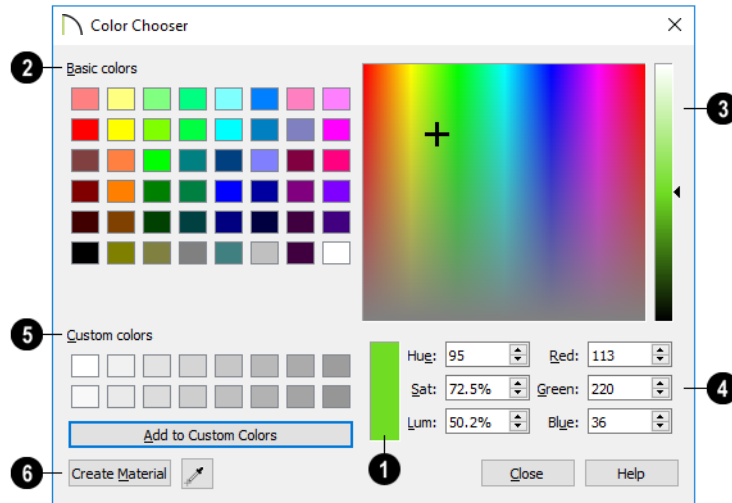 Color Chooser
2 Basic colors
3
5 Custom colors
Hue: 95 Red: 113
Sat: 72.5% Green: 220 4
Lum: 50.2% Blue: 36
Add to Custom Colors
1
6 Create Material Close Help